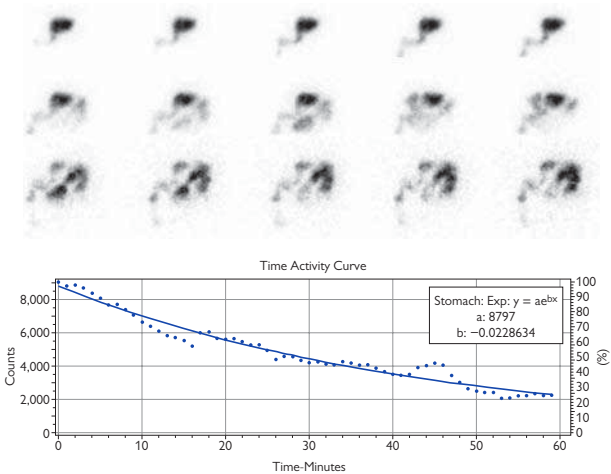 Time Activity Curve
Stomach: Exp: y = ae^bx
a: 8797
b: −0.0228634
Counts
8,000
6,000
4,000
2,000
0
100
90
80
70
60
50
40
30
20
10
0
(%)
0 10 20 30 40 50 60
Time-Minutes